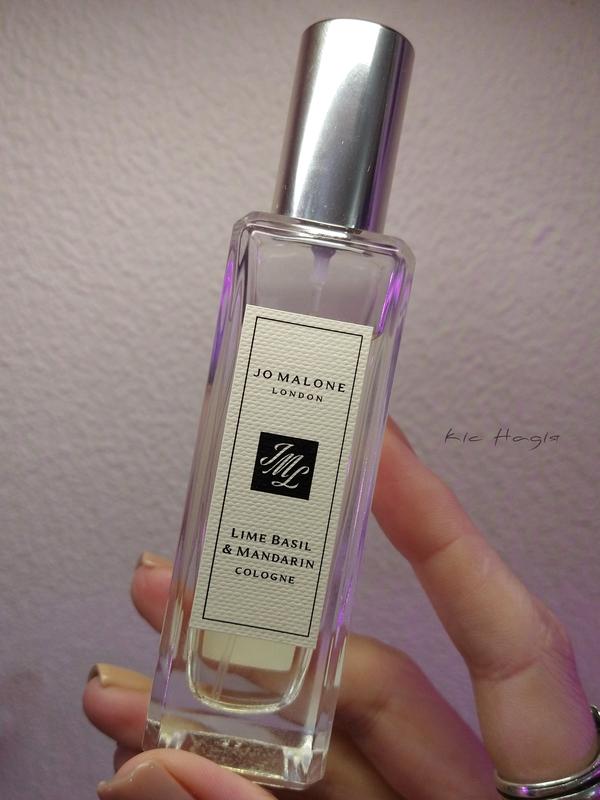 JO MALONE
LONDON
JML
LIME BASIL
& MANDARIN
COLOGNE